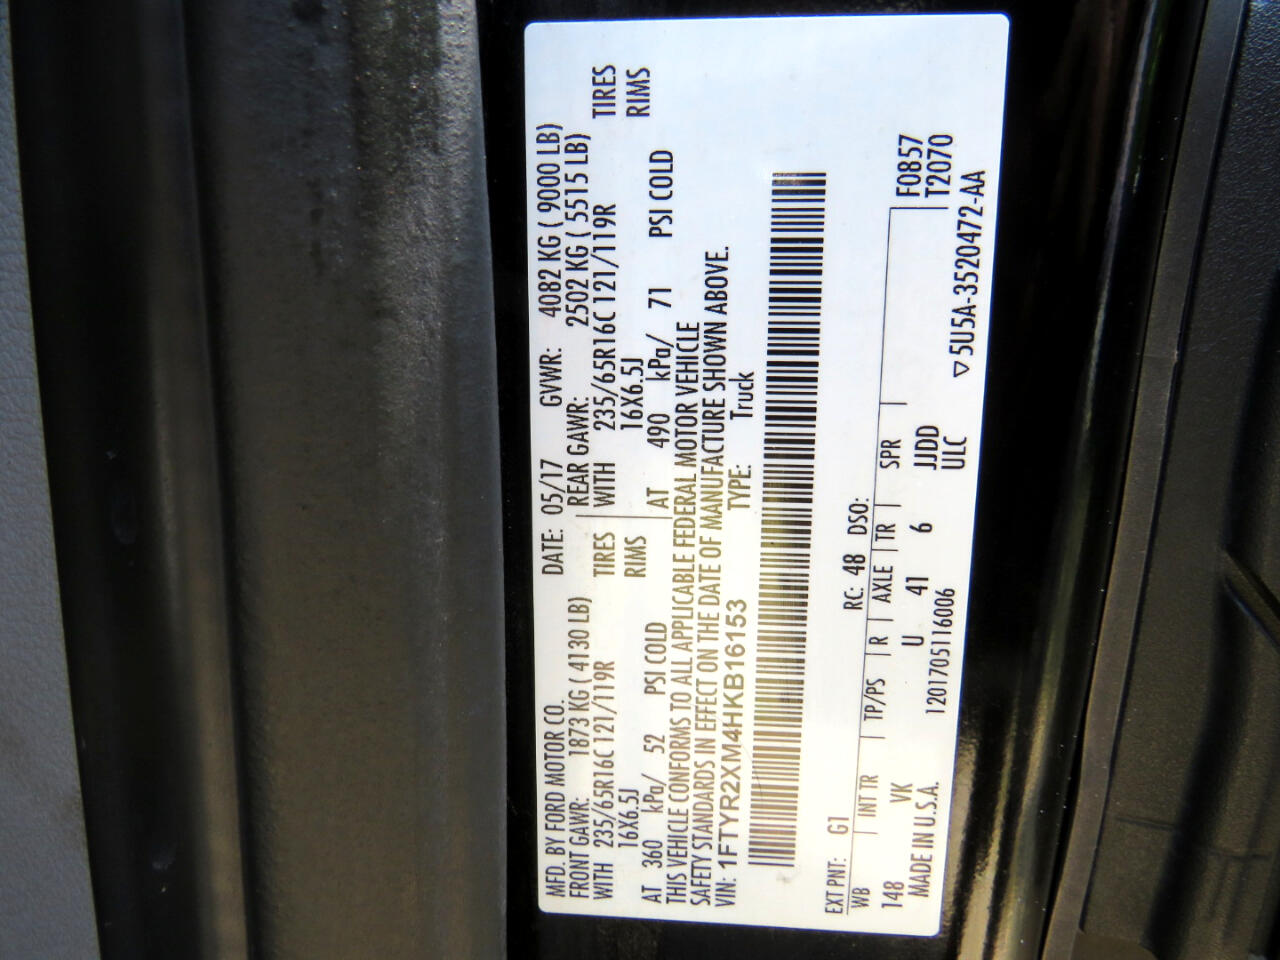 MFD. BY FORD MOTOR CO. DATE: 05/17 GVWR: 4082 KG ( 9000 LB)
FRONT GAWR: 1873 KG ( 4130 LB) REAR GAWR: 2502 KG ( 5515 LB)
WITH 235/65R16C 121/119R TIRES WITH 235/65R16C 121/119R TIRES
16X6.5J RIMS 16X6.5J RIMS
AT 360 kPa/ 52 PSI COLD AT 490 kPa/ 71 PSI COLD
THIS VEHICLE CONFORMS TO ALL APPLICABLE FEDERAL MOTOR VEHICLE
SAFETY STANDARDS IN EFFECT ON THE DATE OF MANUFACTURE SHOWN ABOVE.
VIN: 1FTYR2XM4HKB16153 TYPE: Truck
EXT PNT: G1 RC: 48 DSO:
WB INT TR TP/PS R AXLE TR SPR F0857
148 VK U 41 6 JJDD T2070
MADE IN U.S.A. 1201705116006 ULC
▽5U5A-3520472-AA